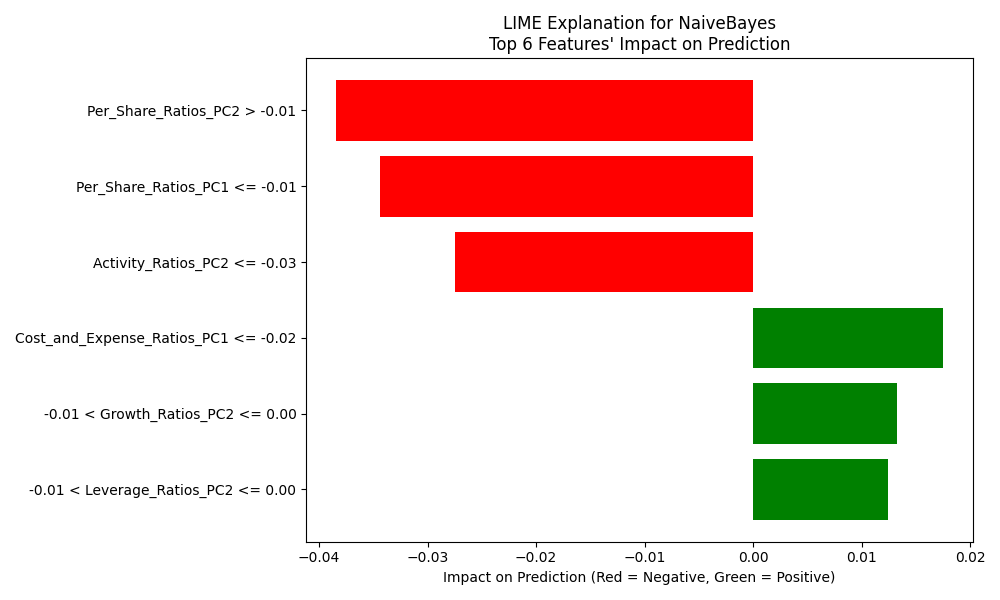 LIME Explanation for NaiveBayes
Top 6 Features' Impact on Prediction
Per_Share_Ratios_PC2 > -0.01
Per_Share_Ratios_PC1 <= -0.01
Activity_Ratios_PC2 <= -0.03
Cost_and_Expense_Ratios_PC1 <= -0.02
-0.01 < Growth_Ratios_PC2 <= 0.00
-0.01 < Leverage_Ratios_PC2 <= 0.00
−0.04 −0.03 −0.02 −0.01 0.00 0.01 0.02
Impact on Prediction (Red = Negative, Green = Positive)